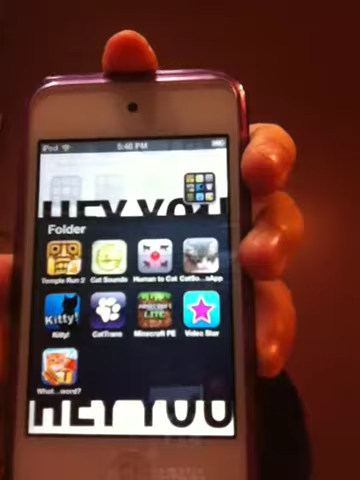 iPod 5:46 PM
HEY YOU
Folder
Temple Run 2 Cat Sounds Human to Cat CatSo...sApp
Kitty!
Kitty! CatTrans Minecraft PE Video Star
What...word?
HEY YOU